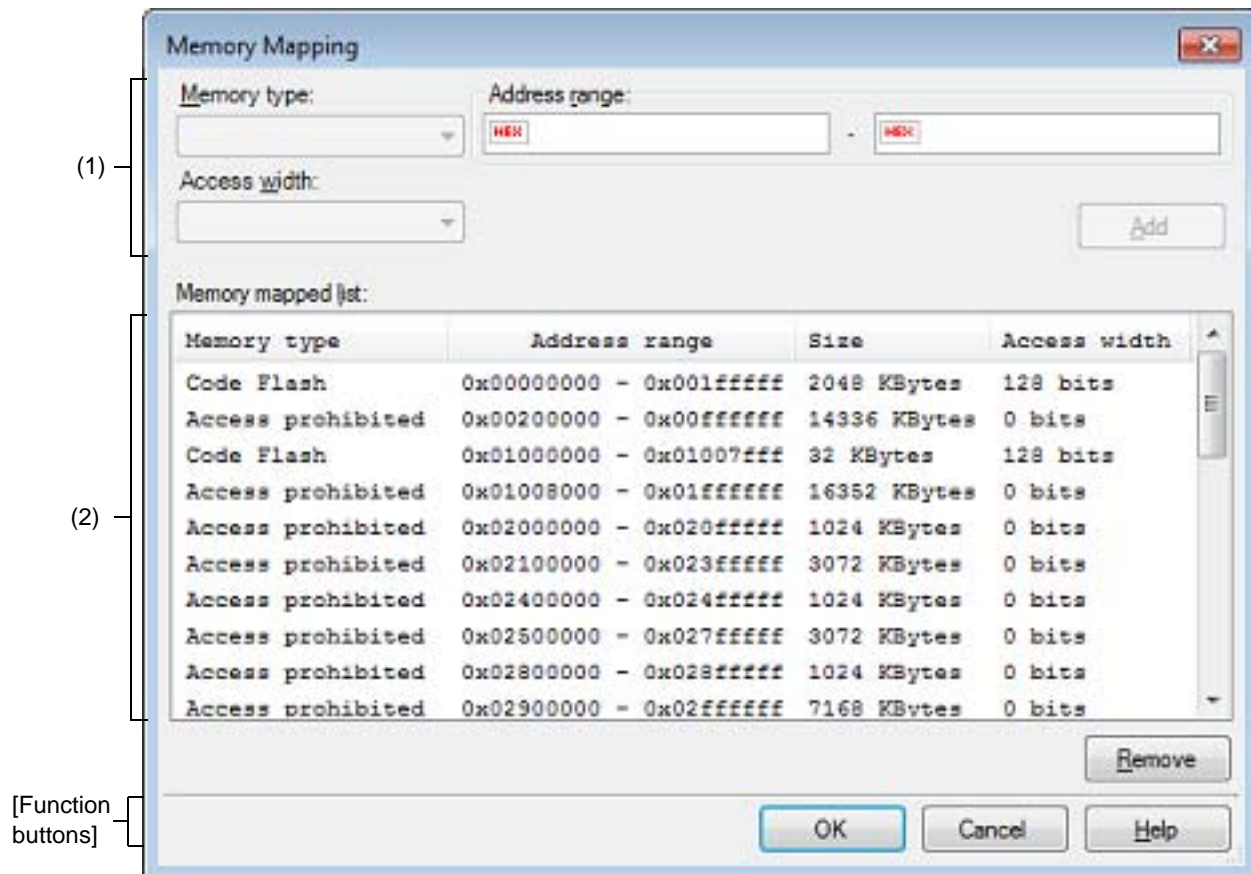 Memory Mapping
(1)
Memory type:
Address range:
HEX
-
HEX
Access width:
Add
Memory mapped list:
(2)
Memory type Address range Size Access width
Code Flash 0x00000000 - 0x001fffff 2048 KBytes 128 bits
Access prohibited 0x00200000 - 0x00ffffff 14336 KBytes 0 bits
Code Flash 0x01000000 - 0x01007fff 32 KBytes 128 bits
Access prohibited 0x01008000 - 0x01ffffff 16352 KBytes 0 bits
Access prohibited 0x02000000 - 0x020fffff 1024 KBytes 0 bits
Access prohibited 0x02100000 - 0x023fffff 3072 KBytes 0 bits
Access prohibited 0x02400000 - 0x024fffff 1024 KBytes 0 bits
Access prohibited 0x02500000 - 0x027fffff 3072 KBytes 0 bits
Access prohibited 0x02800000 - 0x028fffff 1024 KBytes 0 bits
Access prohibited 0x02900000 - 0x02ffffff 7168 KBytes 0 bits
Remove
[Function
buttons]
OK Cancel Help